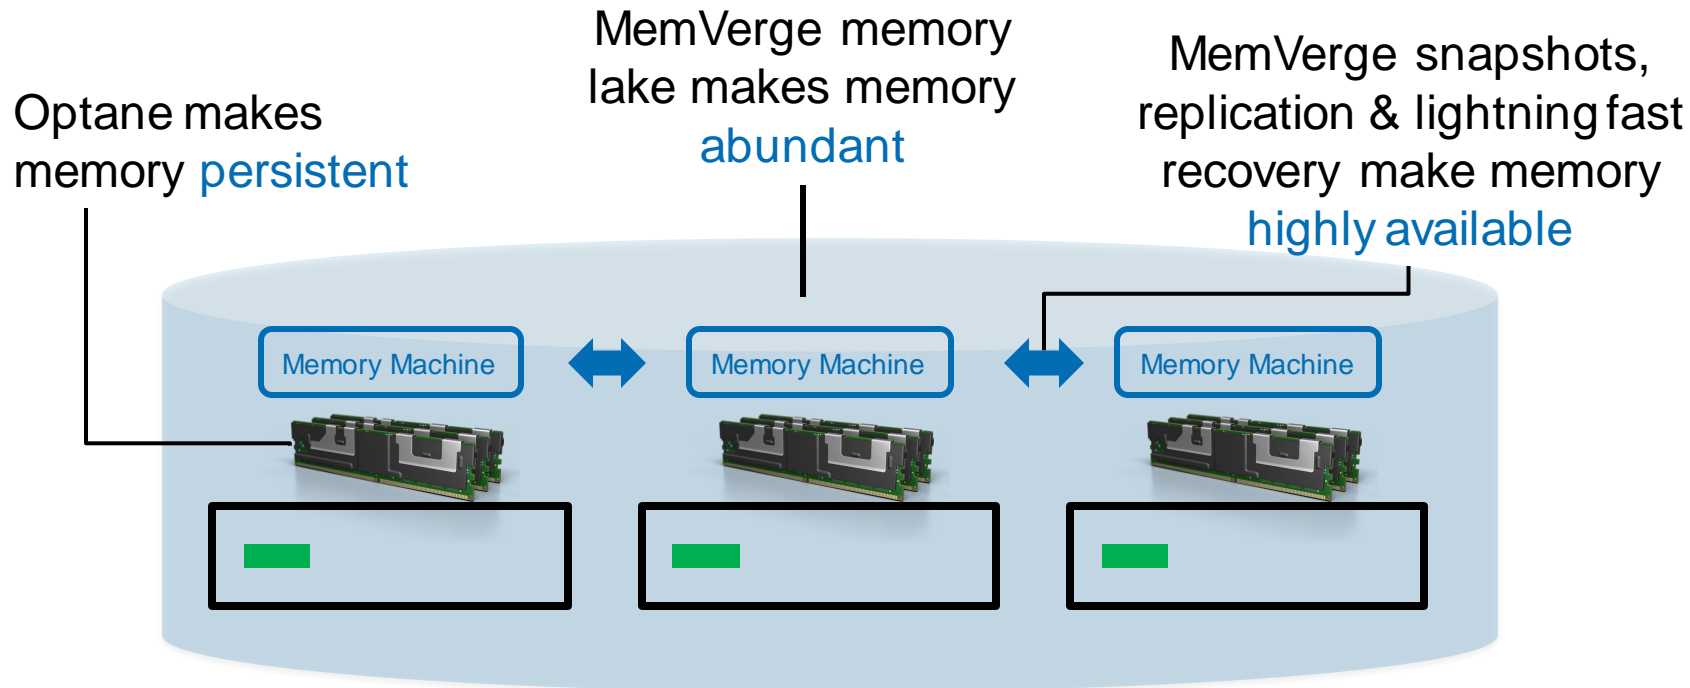 Optane makes
memory persistent
MemVerge memory
lake makes memory
abundant
MemVerge snapshots,
replication & lightning fast
recovery make memory
highly available
Memory Machine
Memory Machine
Memory Machine